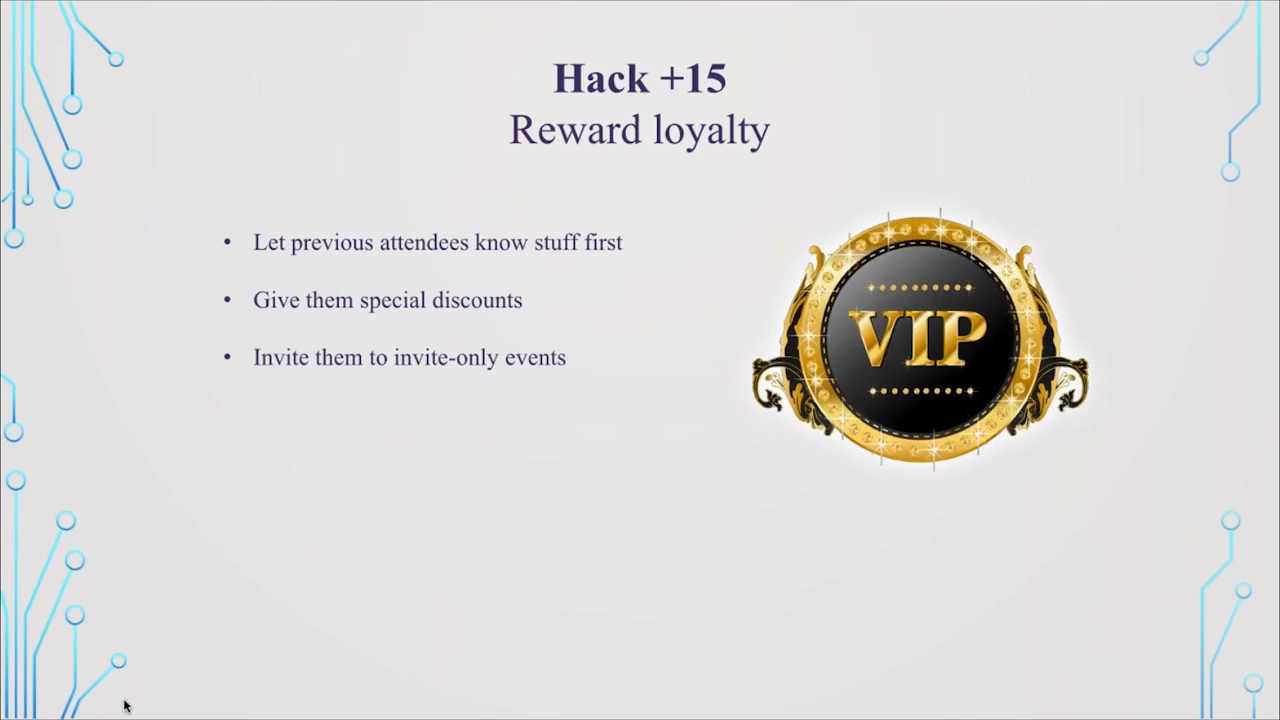 Hack +15
Reward loyalty
• Let previous attendees know stuff first
• Give them special discounts
• Invite them to invite-only events
VIP